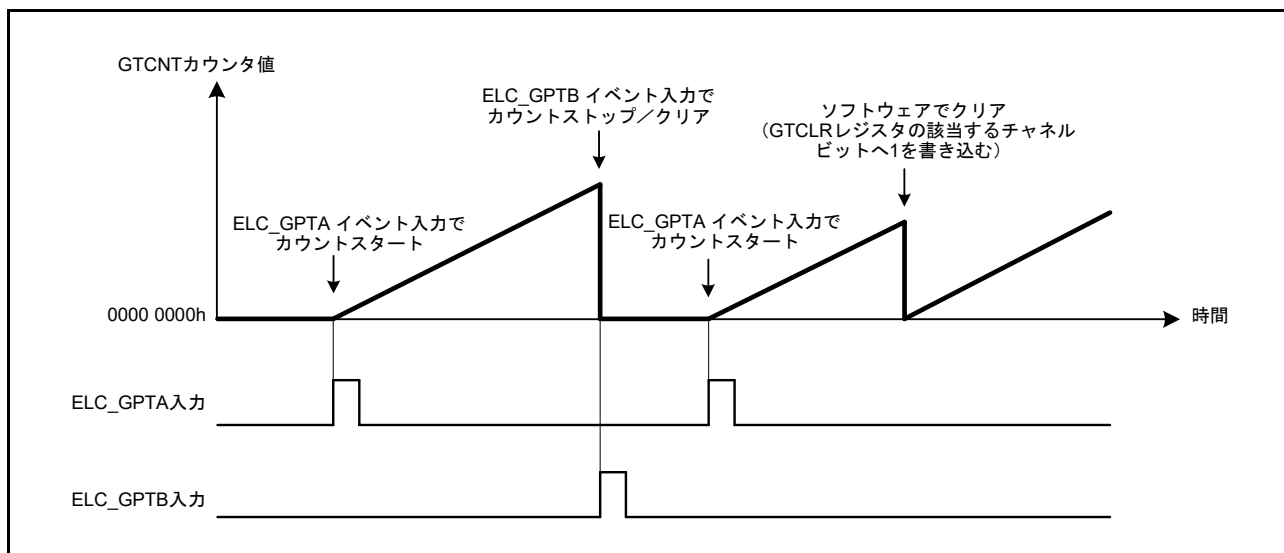 GTCNTカウンタ値
ELC_GPTB イベント入力で
カウントストップ／クリア
ソフトウェアでクリア
（GTCLRレジスタの該当するチャネル
ビットへ1を書き込む）
ELC_GPTA イベント入力で
カウントスタート
ELC_GPTA イベント入力で
カウントスタート
0000 0000h
時間
ELC_GPTA入力
ELC_GPTB入力